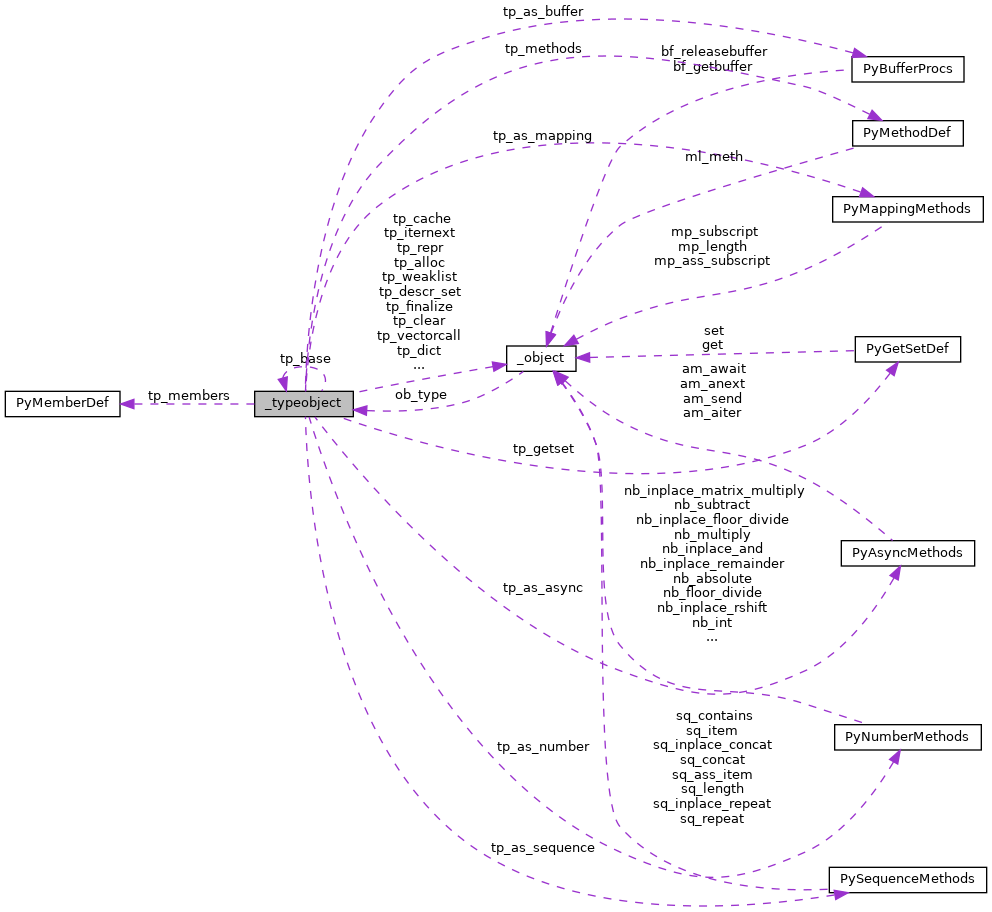 tp_as_buffer
tp_methods
bf_releasebuffer
bf_getbuffer
PyBufferProcs
PyMethodDef
tp_as_mapping
ml_meth
PyMappingMethods
tp_cache
tp_iternext
tp_repr
tp_alloc
tp_weaklist
tp_descr_set
tp_finalize
tp_clear
tp_vectorcall
tp_dict
...
mp_subscript
mp_length
mp_ass_subscript
set
get
PyGetSetDef
tp_base
_object
am_await
am_anext
am_send
am_aiter
PyMemberDef
tp_members
_typeobject
ob_type
tp_getset
nb_inplace_matrix_multiply
nb_subtract
nb_inplace_floor_divide
nb_multiply
nb_inplace_and
nb_inplace_remainder
nb_absolute
nb_floor_divide
nb_inplace_rshift
nb_int
...
PyAsyncMethods
tp_as_async
sq_contains
sq_item
sq_inplace_concat
sq_concat
sq_ass_item
sq_length
sq_inplace_repeat
sq_repeat
PyNumberMethods
tp_as_number
tp_as_sequence
PySequenceMethods